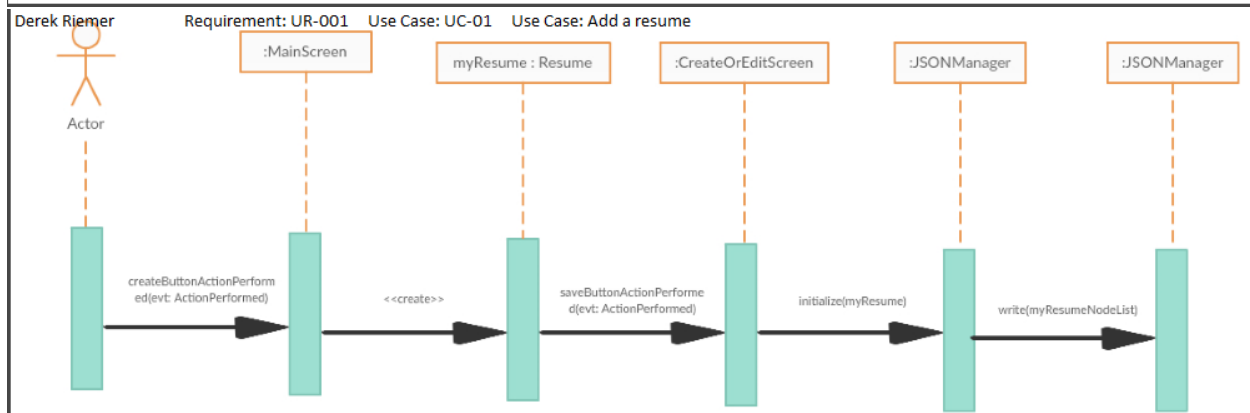 Derek Riemer Requirement: UR-001 Use Case: UC-01 Use Case: Add a resume
:MainScreen
myResume : Resume
:CreateOrEditScreen
:JSONManager
:JSONManager
Actor
createButtonActionPerform
ed(evt: ActionPerformed)
<<create>>
saveButtonActionPerforme
d(evt: ActionPerformed)
initialize(myResume)
write(myResumeNodeList)